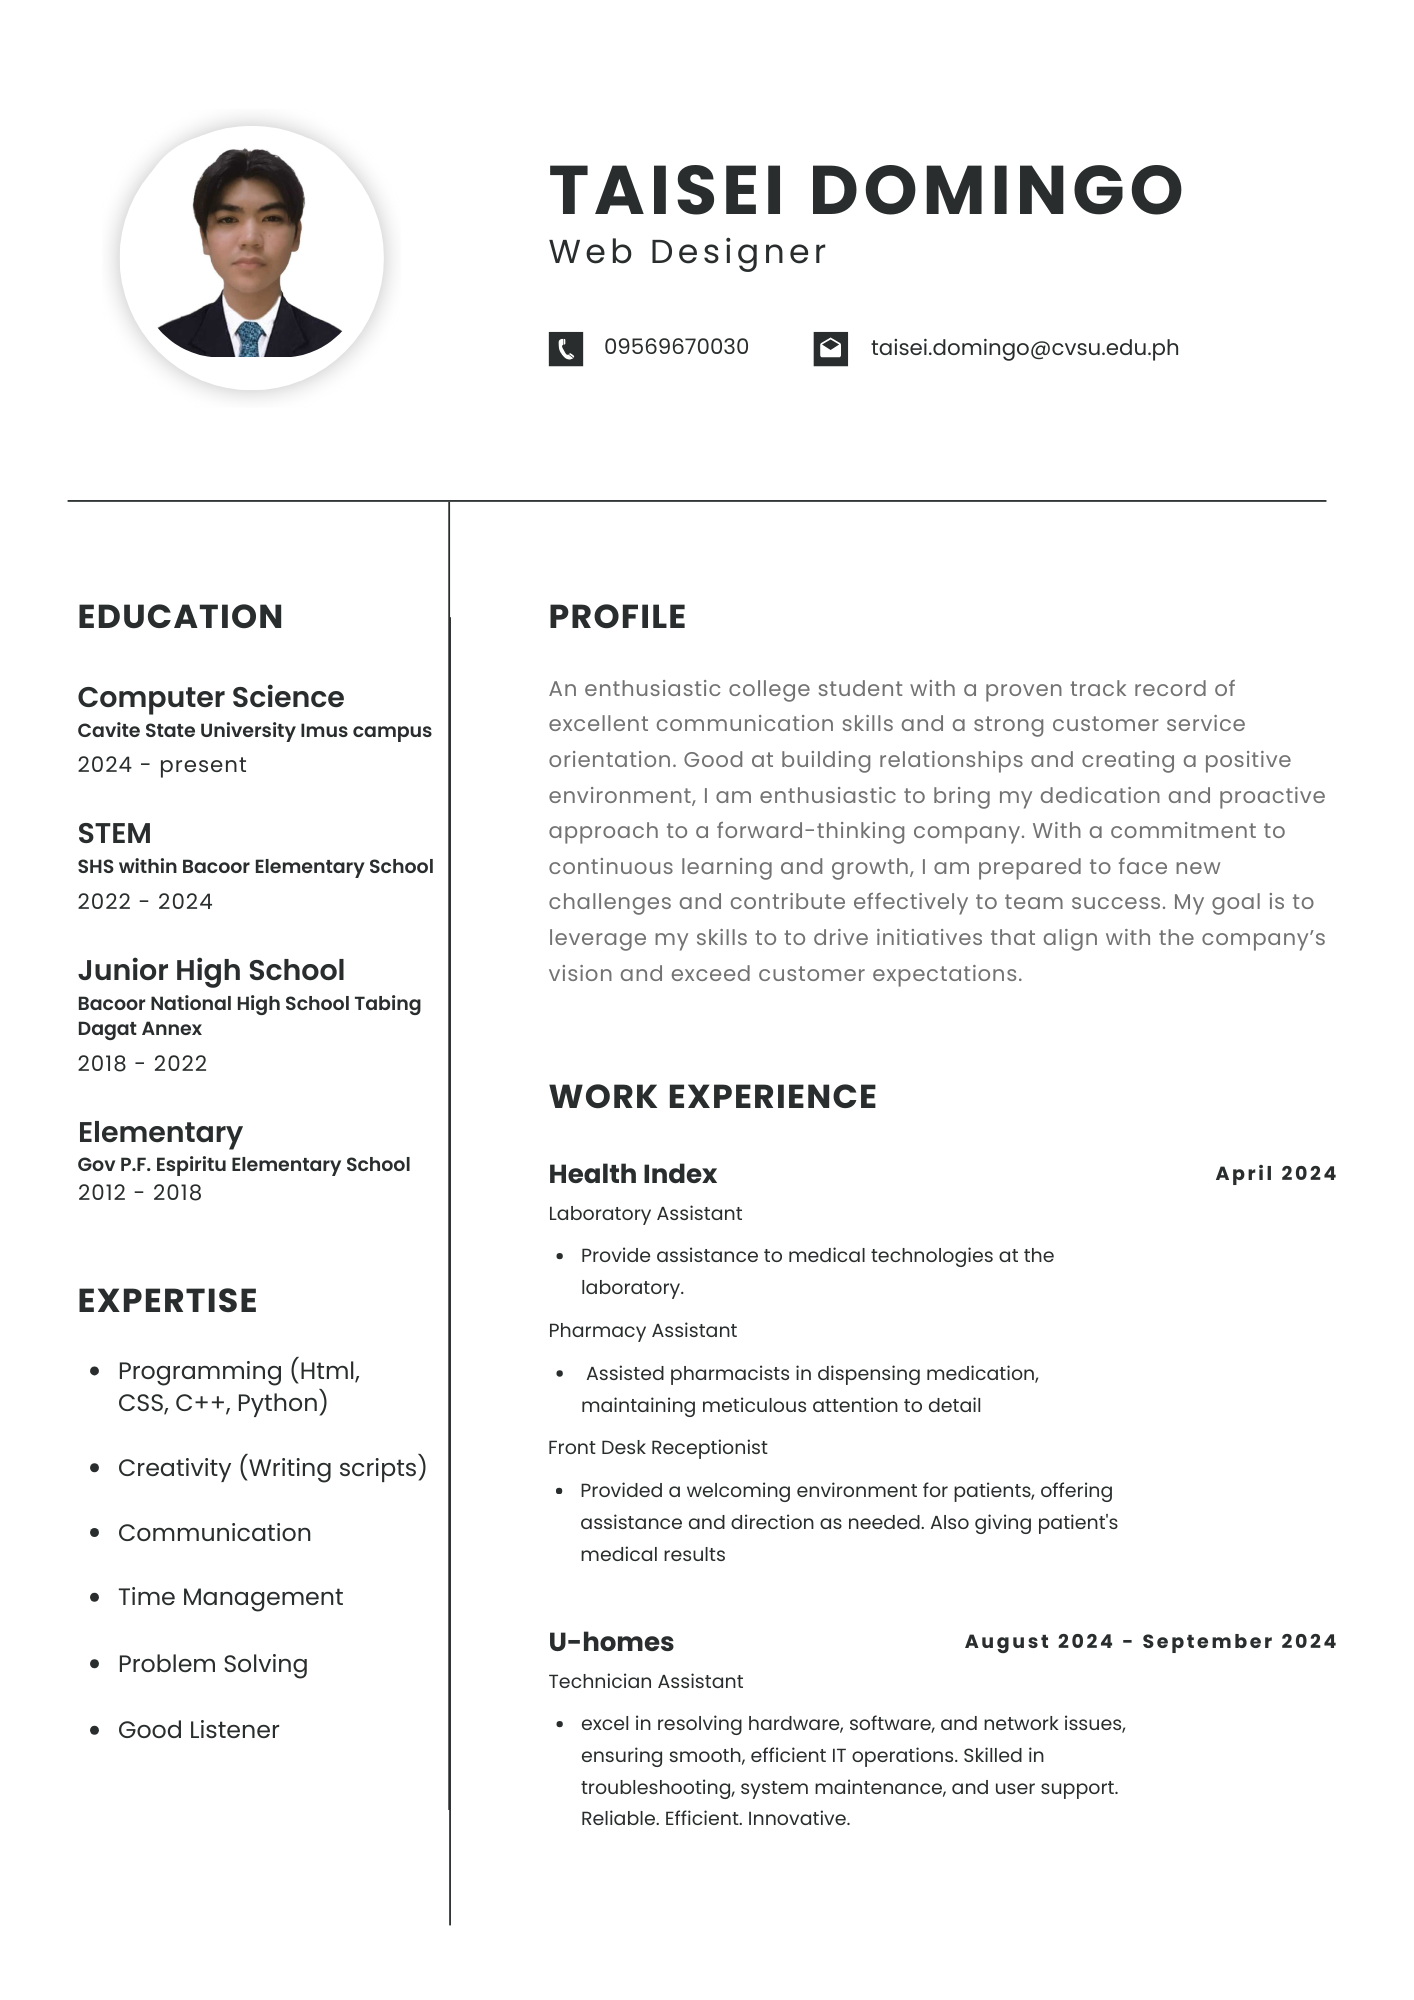 TAISEI DOMINGO
Web Designer
09569670030
taisei.domingo@cvsu.edu.ph
EDUCATION
Computer Science
Cavite State University Imus campus
2024 - present
STEM
SHS within Bacoor Elementary School
2022 - 2024
Junior High School
Bacoor National High School Tabing
Dagat Annex
2018 - 2022
Elementary
Gov P.F. Espiritu Elementary School
2012 - 2018
EXPERTISE
• Programming (Html,
CSS, C++, Python)
• Creativity (Writing scripts)
• Communication
• Time Management
• Problem Solving
• Good Listener
PROFILE
An enthusiastic college student with a proven track record of
excellent communication skills and a strong customer service
orientation. Good at building relationships and creating a positive
environment, I am enthusiastic to bring my dedication and proactive
approach to a forward-thinking company. With a commitment to
continuous learning and growth, I am prepared to face new
challenges and contribute effectively to team success. My goal is to
leverage my skills to to drive initiatives that align with the company’s
vision and exceed customer expectations.
WORK EXPERIENCE
Health Index
April 2024
Laboratory Assistant
• Provide assistance to medical technologies at the
laboratory.
Pharmacy Assistant
• Assisted pharmacists in dispensing medication,
maintaining meticulous attention to detail
Front Desk Receptionist
• Provided a welcoming environment for patients, offering
assistance and direction as needed. Also giving patient's
medical results
U-homes
August 2024 - September 2024
Technician Assistant
• excel in resolving hardware, software, and network issues,
ensuring smooth, efficient IT operations. Skilled in
troubleshooting, system maintenance, and user support.
Reliable. Efficient. Innovative.